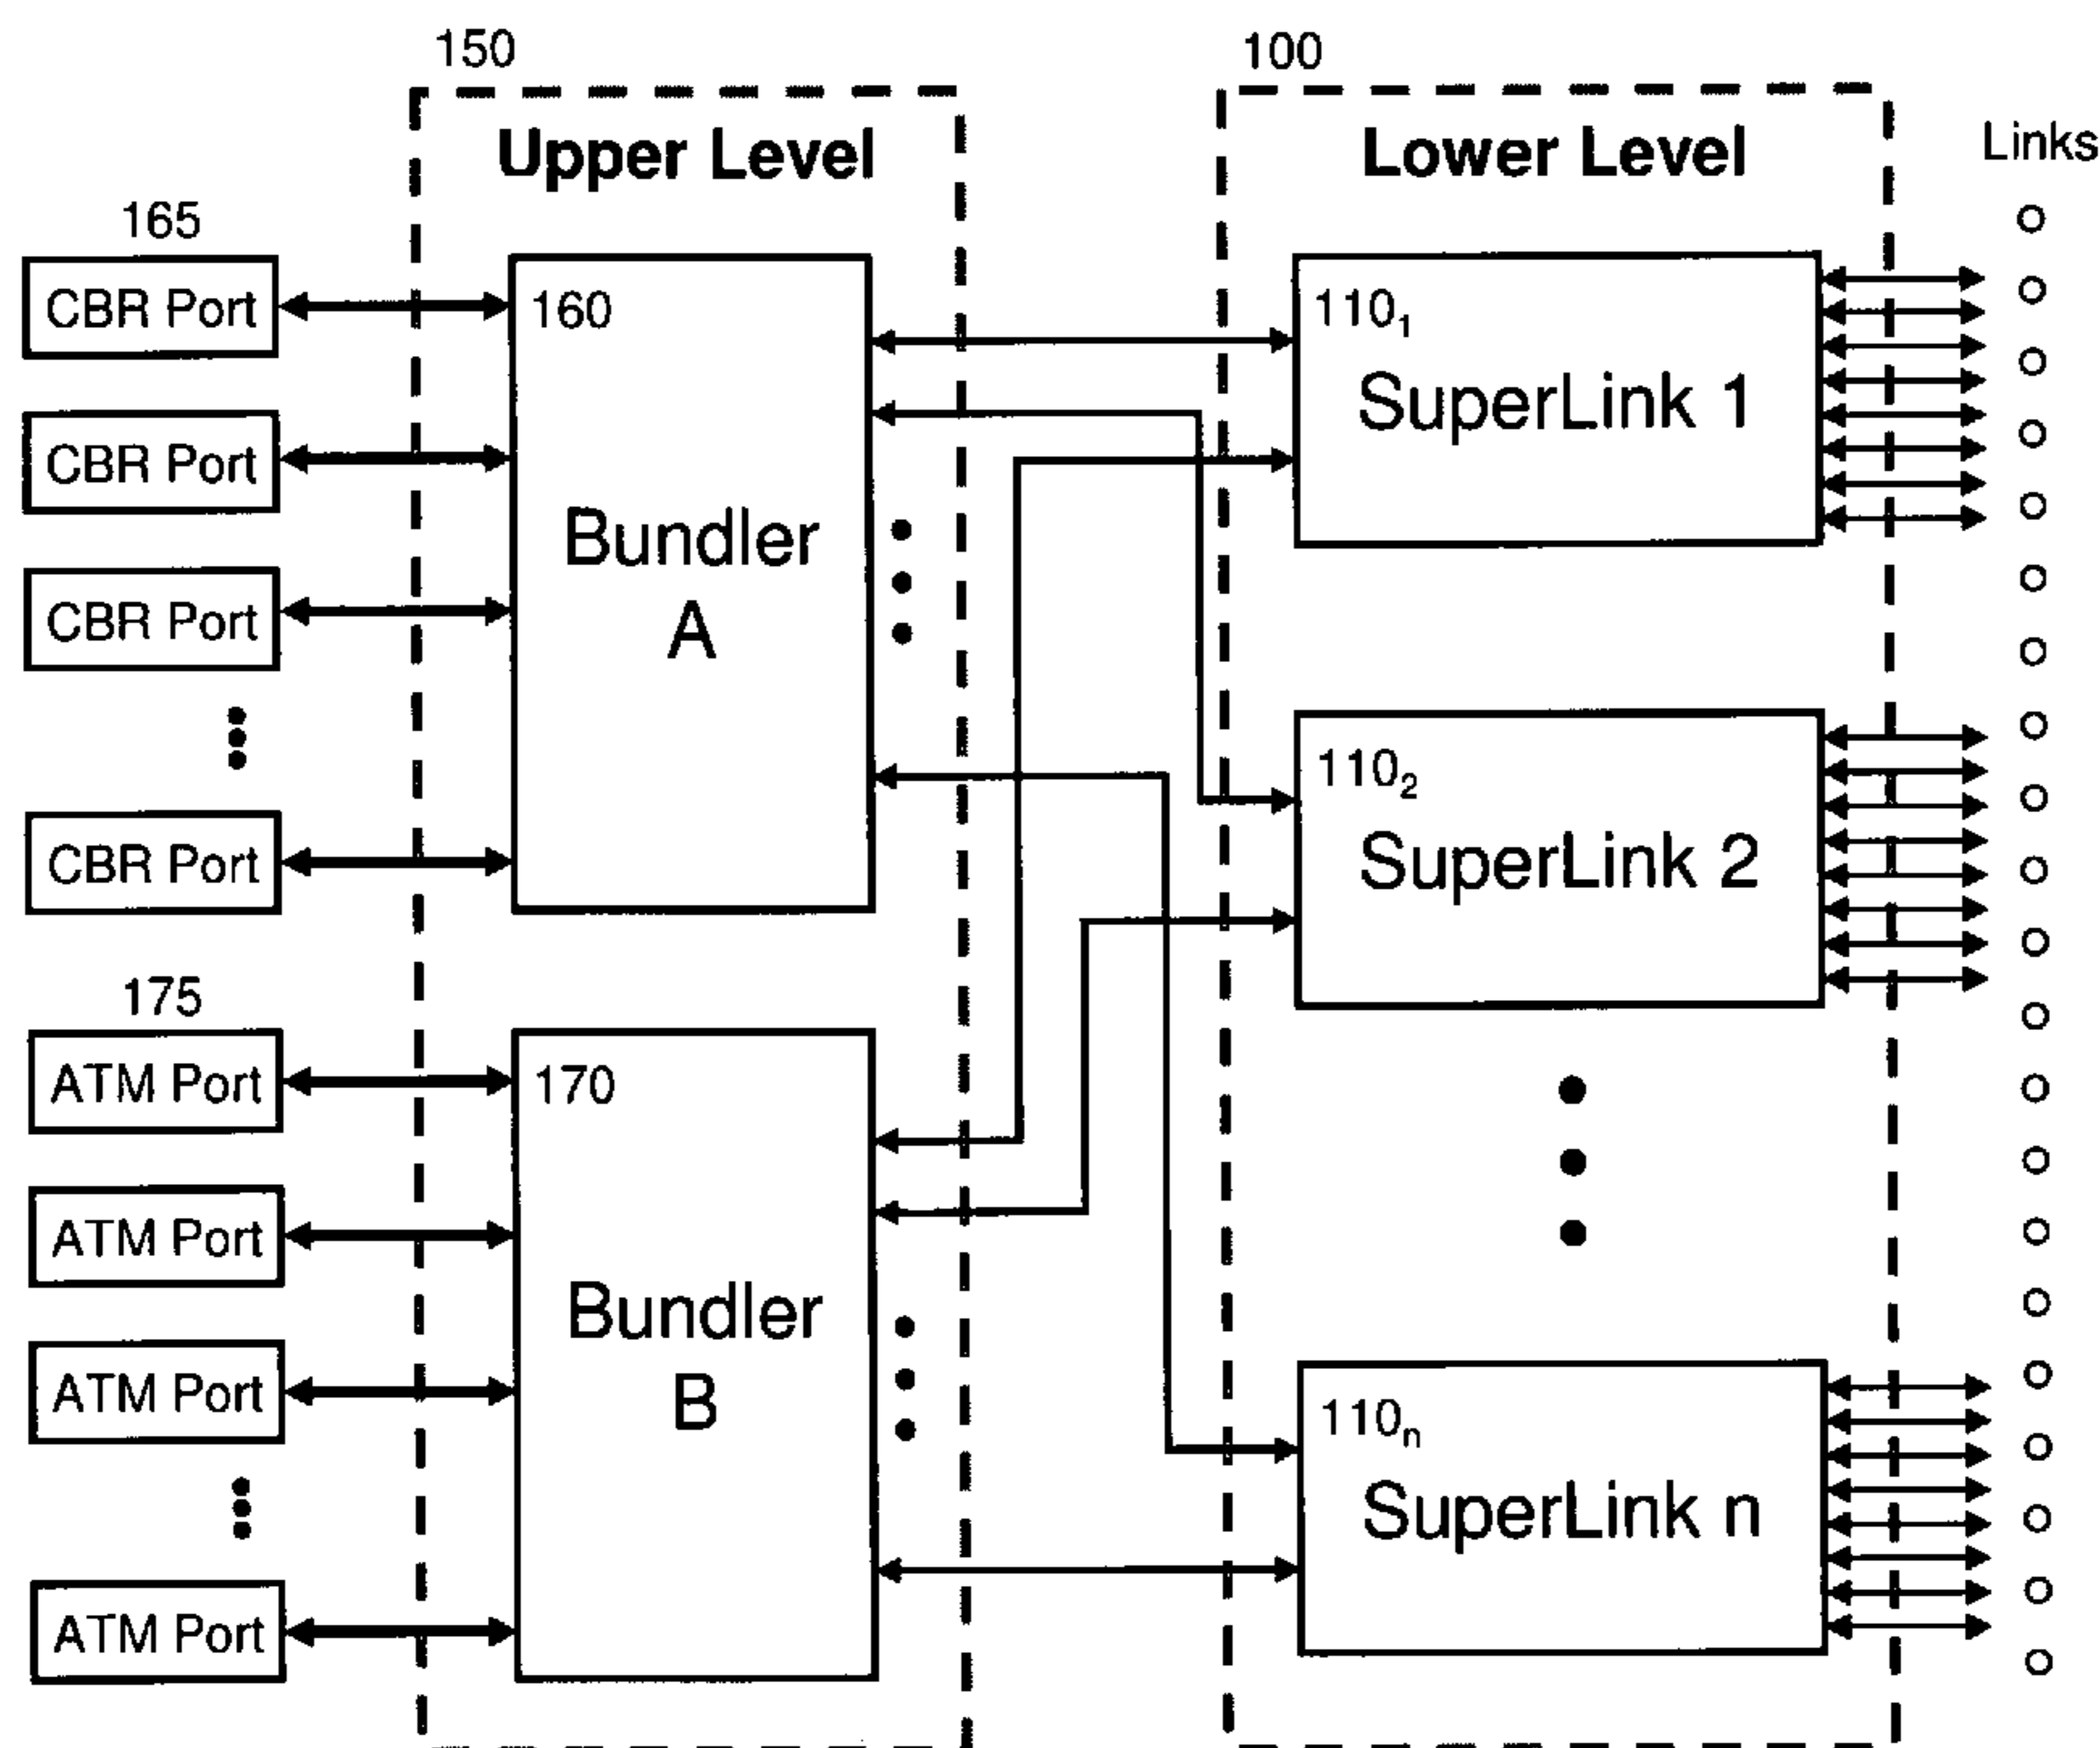 150
100
Upper Level
Lower Level
Links
165
CBR Port
160
110₁
SuperLink 1
CBR Port
Bundler
A
CBR Port
110₂
SuperLink 2
CBR Port
175
ATM Port
170
ATM Port
Bundler
B
ATM Port
110ₙ
SuperLink n
ATM Port